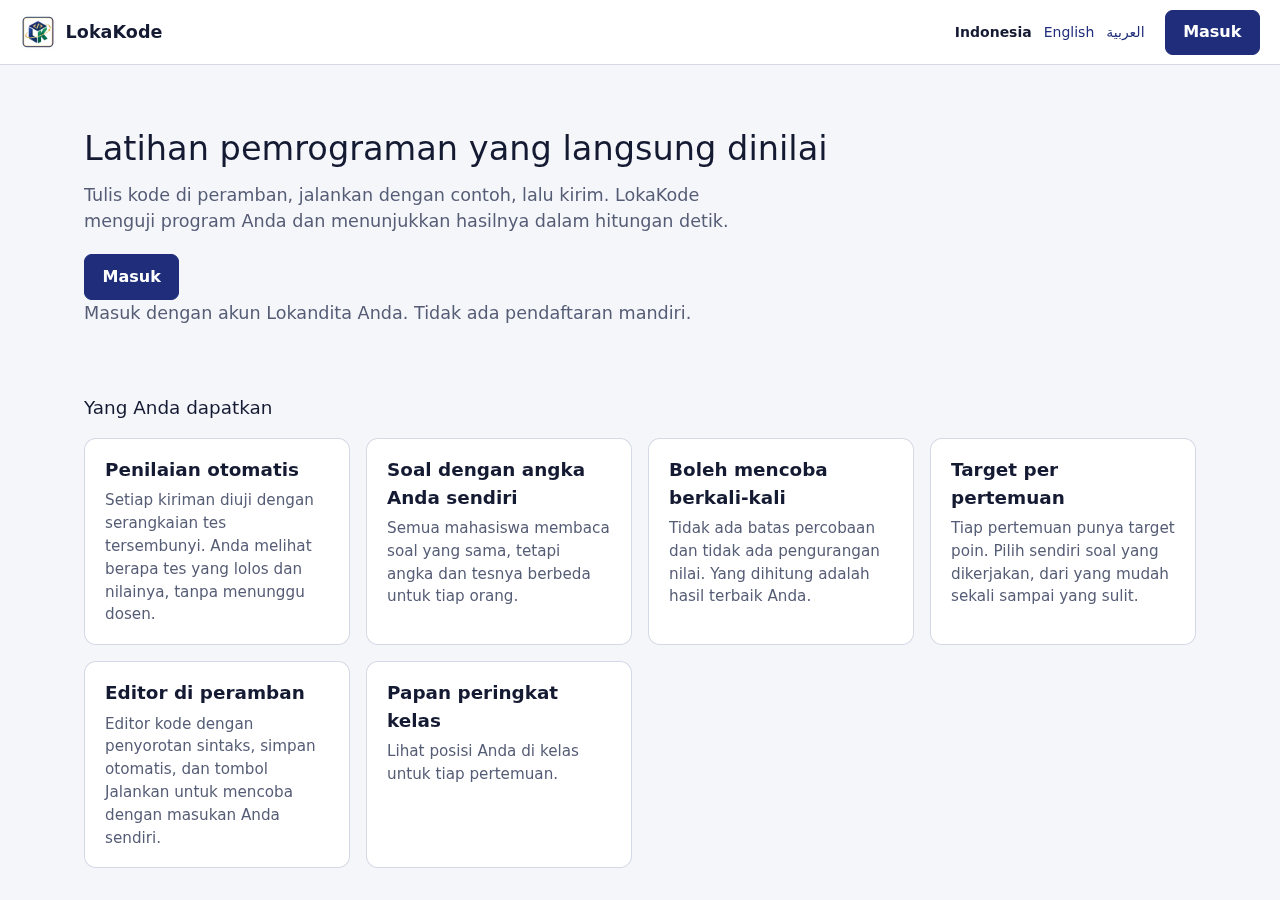 LokaKode
Indonesia English العربية Masuk
Latihan pemrograman yang langsung dinilai
Tulis kode di peramban, jalankan dengan contoh, lalu kirim. LokaKode
menguji program Anda dan menunjukkan hasilnya dalam hitungan detik.
Masuk
Masuk dengan akun Lokandita Anda. Tidak ada pendaftaran mandiri.
Yang Anda dapatkan
Penilaian otomatis
Setiap kiriman diuji dengan
serangkaian tes
tersembunyi. Anda melihat
berapa tes yang lolos dan
nilainya, tanpa menunggu
dosen.
Soal dengan angka
Anda sendiri
Semua mahasiswa membaca
soal yang sama, tetapi
angka dan tesnya berbeda
untuk tiap orang.
Boleh mencoba
berkali-kali
Tidak ada batas percobaan
dan tidak ada pengurangan
nilai. Yang dihitung adalah
hasil terbaik Anda.
Target per
pertemuan
Tiap pertemuan punya target
poin. Pilih sendiri soal yang
dikerjakan, dari yang mudah
sekali sampai yang sulit.
Editor di peramban
Editor kode dengan
penyorotan sintaks, simpan
otomatis, dan tombol
Jalankan untuk mencoba
dengan masukan Anda
sendiri.
Papan peringkat
kelas
Lihat posisi Anda di kelas
untuk tiap pertemuan.